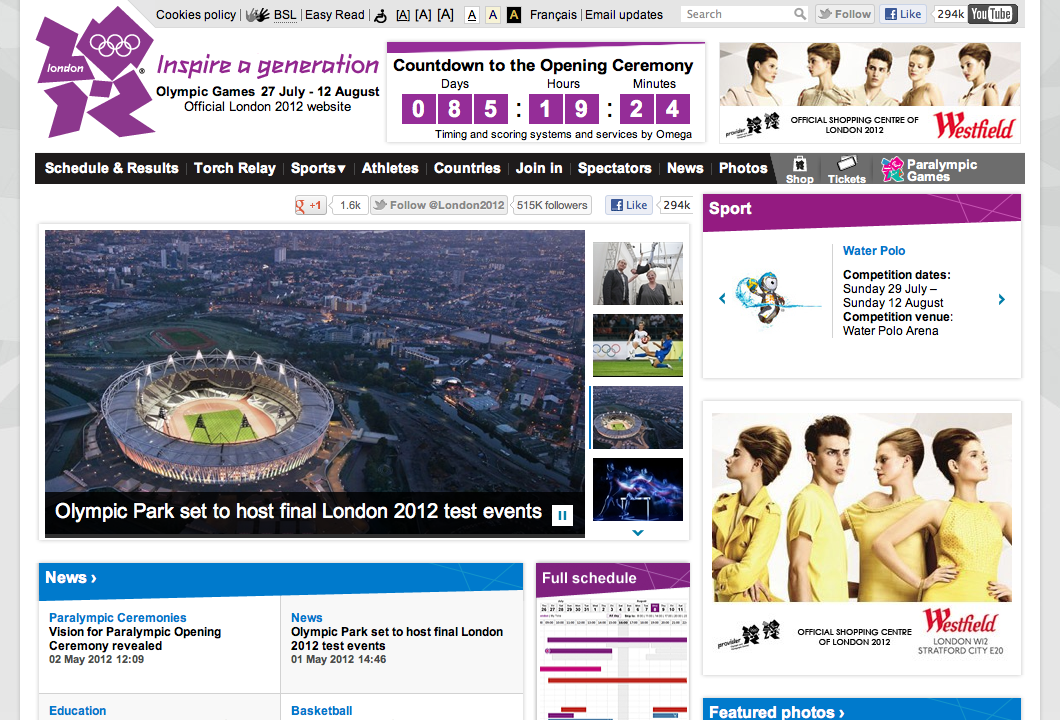 Cookies policy | BSL | Easy Read | [A] [A] [A] A A A Français | Email updates
Search
Follow
Like
294k
You Tube
london
Inspire a generation
Olympic Games 27 July - 12 August
Official London 2012 website
Countdown to the Opening Ceremony
Days Hours Minutes
0 8 5 : 1 9 : 2 4
Timing and scoring systems and services by Omega
provider
OFFICIAL SHOPPING CENTRE OF
LONDON 2012
Westfield
Schedule & Results Torch Relay Sports▾ Athletes Countries Join in Spectators News Photos
Shop
Tickets
Paralympic
Games
g +1
1.6k
Follow @London2012
515K followers
Like
294k
Olympic Park set to host final London 2012 test events
Sport
Water Polo
Competition dates:
Sunday 29 July –
Sunday 12 August
Competition venue:
Water Polo Arena
provider
OFFICIAL SHOPPING CENTRE
OF LONDON 2012
Westfield
LONDON W12
STRATFORD CITY E20
News ›
Paralympic Ceremonies
Vision for Paralympic Opening
Ceremony revealed
02 May 2012 12:09
News
Olympic Park set to host final London
2012 test events
01 May 2012 14:46
Education
Basketball
Full schedule
Featured photos ›